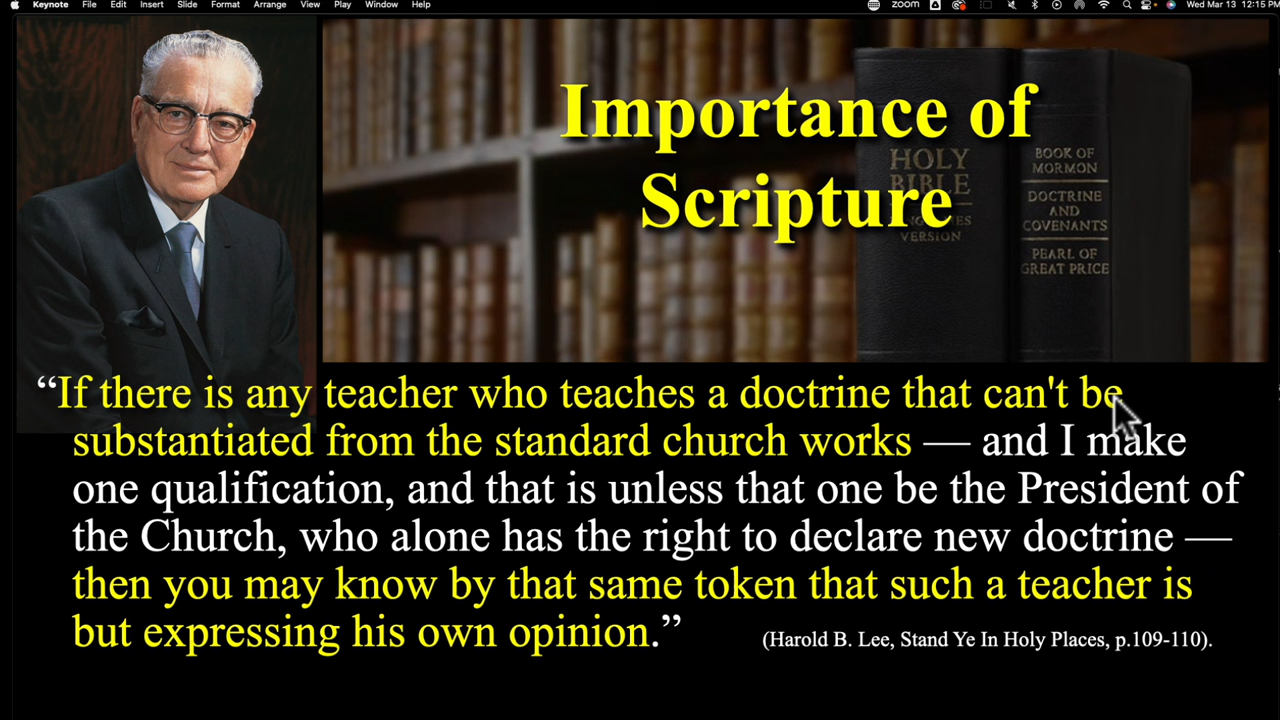 Keynote File Edit Insert Slide Format Arrange View Play Window Help zoom Wed Mar 13 12:15 PM
Importance of
Scripture
HOLY
BIBLE
VERSION
BOOK OF
MORMON
DOCTRINE
AND
COVENANTS
PEARL OF
GREAT PRICE
“If there is any teacher who teaches a doctrine that can't be
substantiated from the standard church works — and I make
one qualification, and that is unless that one be the President of
the Church, who alone has the right to declare new doctrine —
then you may know by that same token that such a teacher is
but expressing his own opinion.”
(Harold B. Lee, Stand Ye In Holy Places, p.109-110).